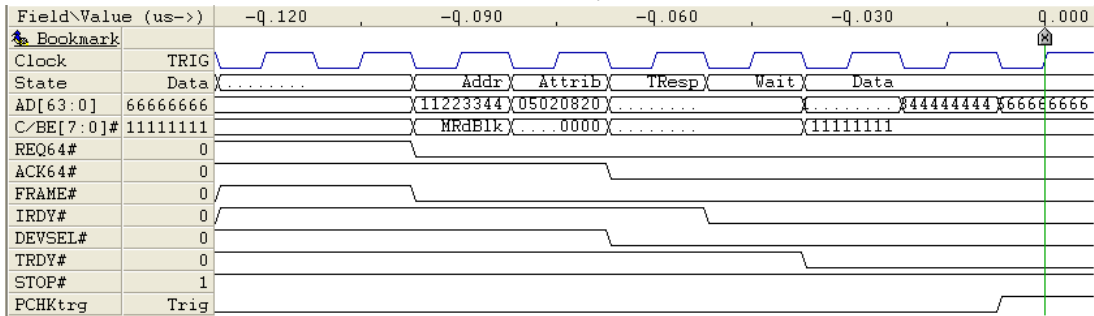 Field\Value (us->) -0.120 -0.090 -0.060 -0.030 0.000
Bookmark
Clock TRIG
State Data ........ Addr Attrib TResp Wait Data
AD[63:0] 66666666 11223344 05020820 ........ ........ 344444444 566666666
C/BE[7:0]# 11111111 MRdBlk ....0000 ........ 11111111
REQ64# 0
ACK64# 0
FRAME# 0
IRDY# 0
DEVSEL# 0
TRDY# 0
STOP# 1
PCHKtrg Trig